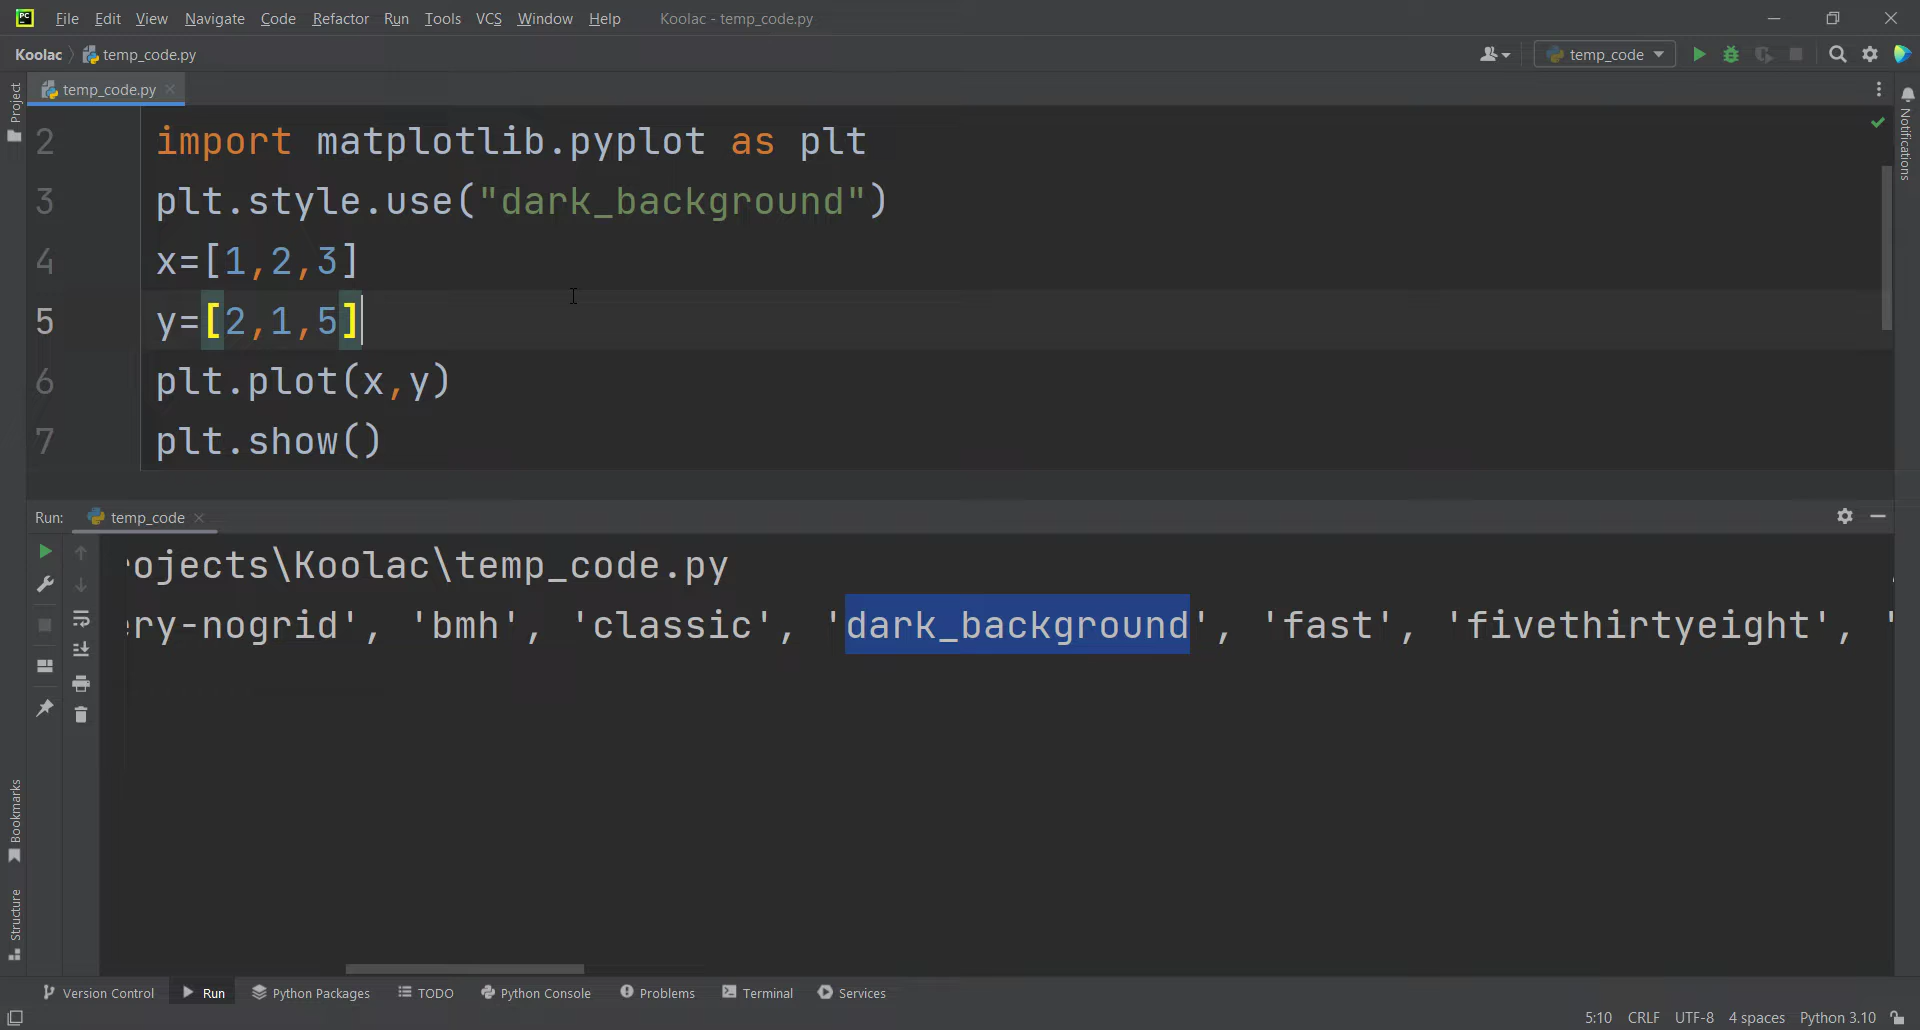 File Edit View Navigate Code Refactor Run Tools VCS Window Help Koolac - temp_code.py
Koolac temp_code.py temp_code
temp_code.py
Project
Notifications
2 import matplotlib.pyplot as plt
3 plt.style.use("dark_background")
4 x=[1,2,3]
5 y=[2,1,5]
6 plt.plot(x,y)
7 plt.show()
Run: temp_code
rojects\Koolac\temp_code.py
ery-nogrid', 'bmh', 'classic', 'dark_background', 'fast', 'fivethirtyeight', '
Bookmarks
Structure
Version Control Run Python Packages TODO Python Console Problems Terminal Services
5:10 CRLF UTF-8 4 spaces Python 3.10